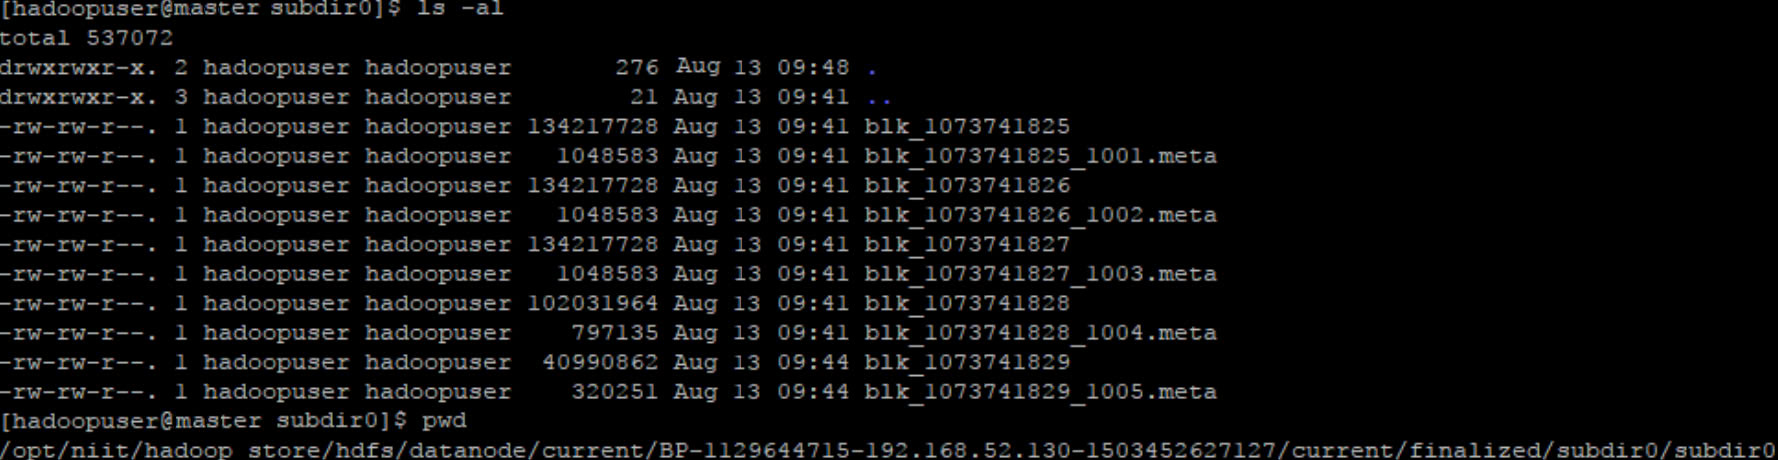 [hadoopuser@master subdir0]$ ls -al
total 537072
drwxrwxr-x. 2 hadoopuser hadoopuser       276 Aug 13 09:48 .
drwxrwxr-x. 3 hadoopuser hadoopuser        21 Aug 13 09:41 ..
-rw-rw-r--. 1 hadoopuser hadoopuser 134217728 Aug 13 09:41 blk_1073741825
-rw-rw-r--. 1 hadoopuser hadoopuser   1048583 Aug 13 09:41 blk_1073741825_1001.meta
-rw-rw-r--. 1 hadoopuser hadoopuser 134217728 Aug 13 09:41 blk_1073741826
-rw-rw-r--. 1 hadoopuser hadoopuser   1048583 Aug 13 09:41 blk_1073741826_1002.meta
-rw-rw-r--. 1 hadoopuser hadoopuser 134217728 Aug 13 09:41 blk_1073741827
-rw-rw-r--. 1 hadoopuser hadoopuser   1048583 Aug 13 09:41 blk_1073741827_1003.meta
-rw-rw-r--. 1 hadoopuser hadoopuser 102031964 Aug 13 09:41 blk_1073741828
-rw-rw-r--. 1 hadoopuser hadoopuser    797135 Aug 13 09:41 blk_1073741828_1004.meta
-rw-rw-r--. 1 hadoopuser hadoopuser  40990862 Aug 13 09:44 blk_1073741829
-rw-rw-r--. 1 hadoopuser hadoopuser    320251 Aug 13 09:44 blk_1073741829_1005.meta
[hadoopuser@master subdir0]$ pwd
/opt/niit/hadoop_store/hdfs/datanode/current/BP-1129644715-192.168.52.130-1503452627127/current/finalized/subdir0/subdir0